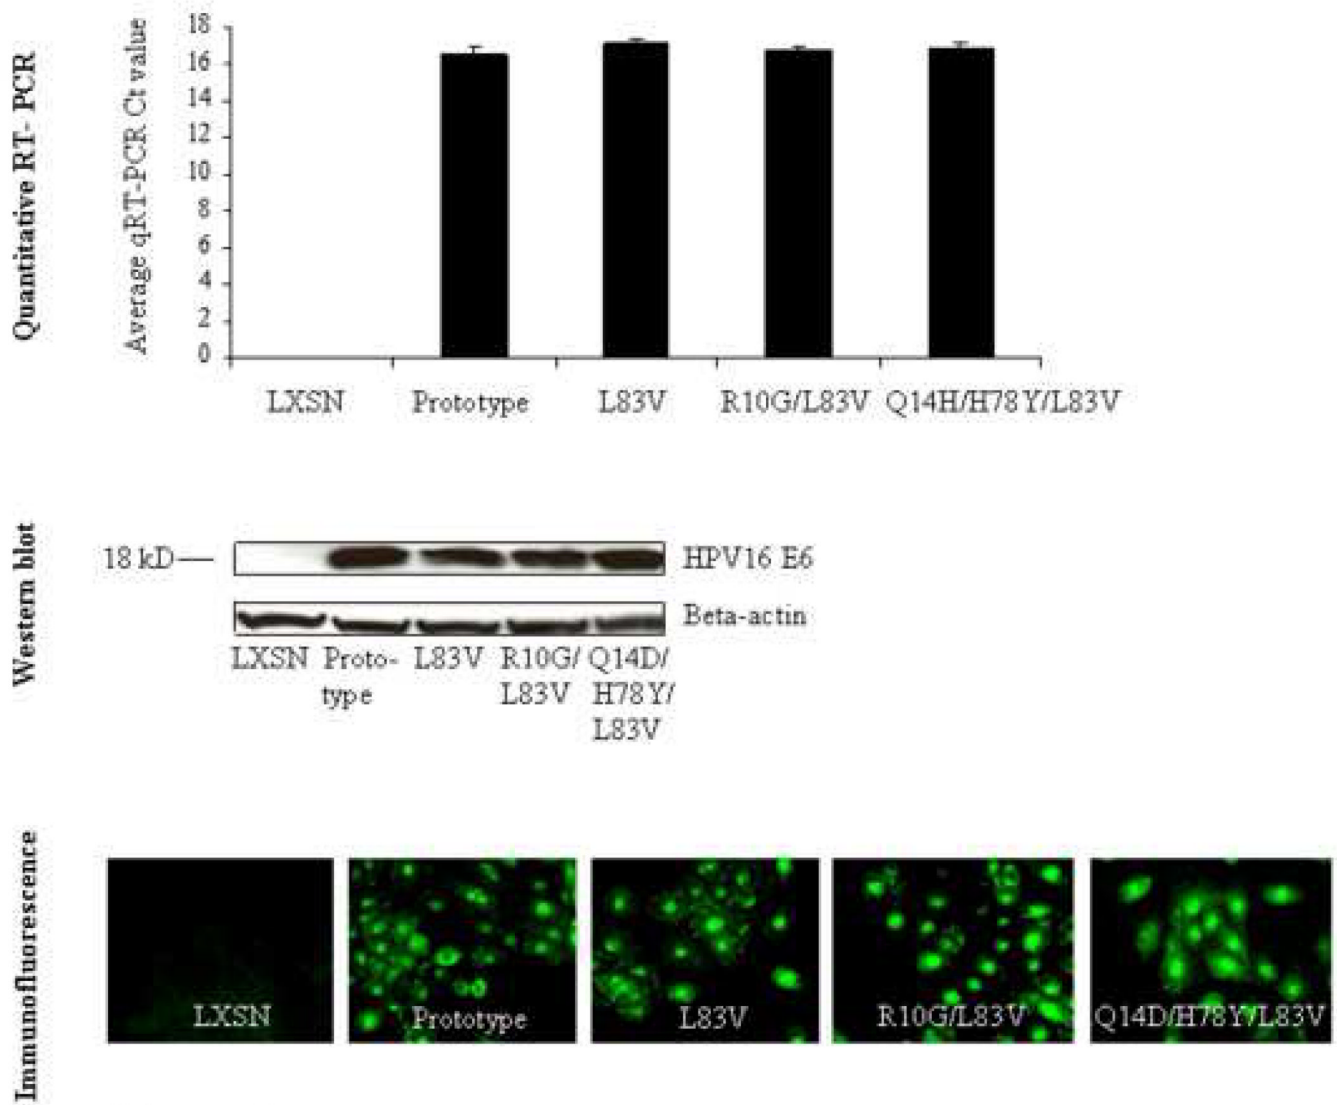 Quantitative RT- PCR
Average qRT-PCR Ct value
18
16
14
12
10
8
6
4
2
0
LXSN Prototype L83V R10G/L83V Q14H/H78Y/L83V
Western blot
18 kD
HPV16 E6
Beta-actin
LXSN Proto- L83V R10G/ Q14D/
type L83V H78Y/
L83V
Immunofluorescence
LXSN Prototype L83V R10G/L83V Q14D/H78Y/L83V